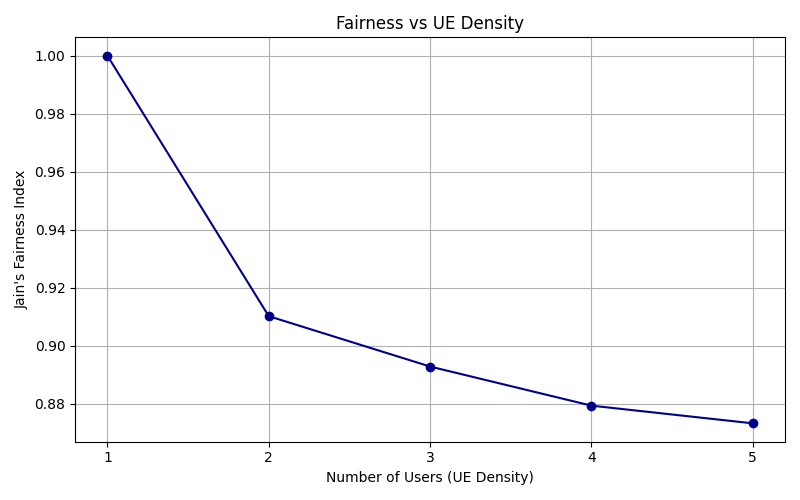 Fairness vs UE Density
Jain's Fairness Index
1.00
0.98
0.96
0.94
0.92
0.90
0.88
1 2 3 4 5
Number of Users (UE Density)